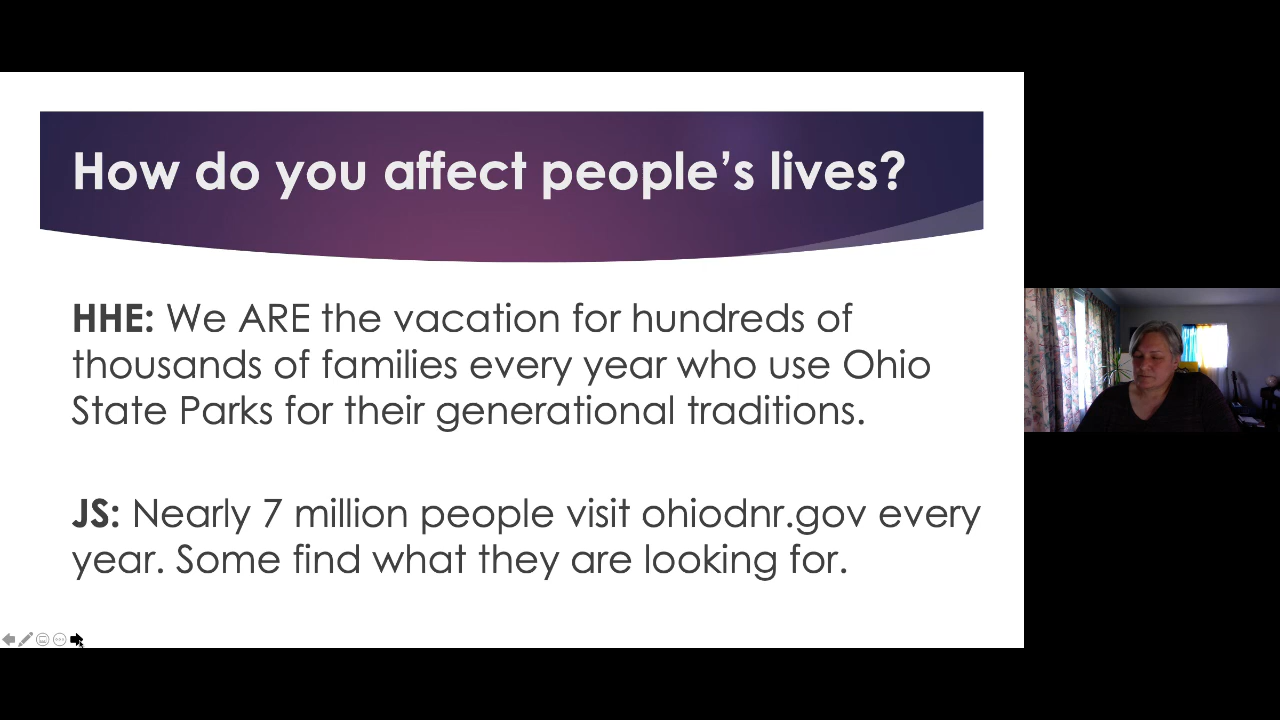 How do you affect people’s lives?
HHE: We ARE the vacation for hundreds of
thousands of families every year who use Ohio
State Parks for their generational traditions.
JS: Nearly 7 million people visit ohiodnr.gov every
year. Some find what they are looking for.